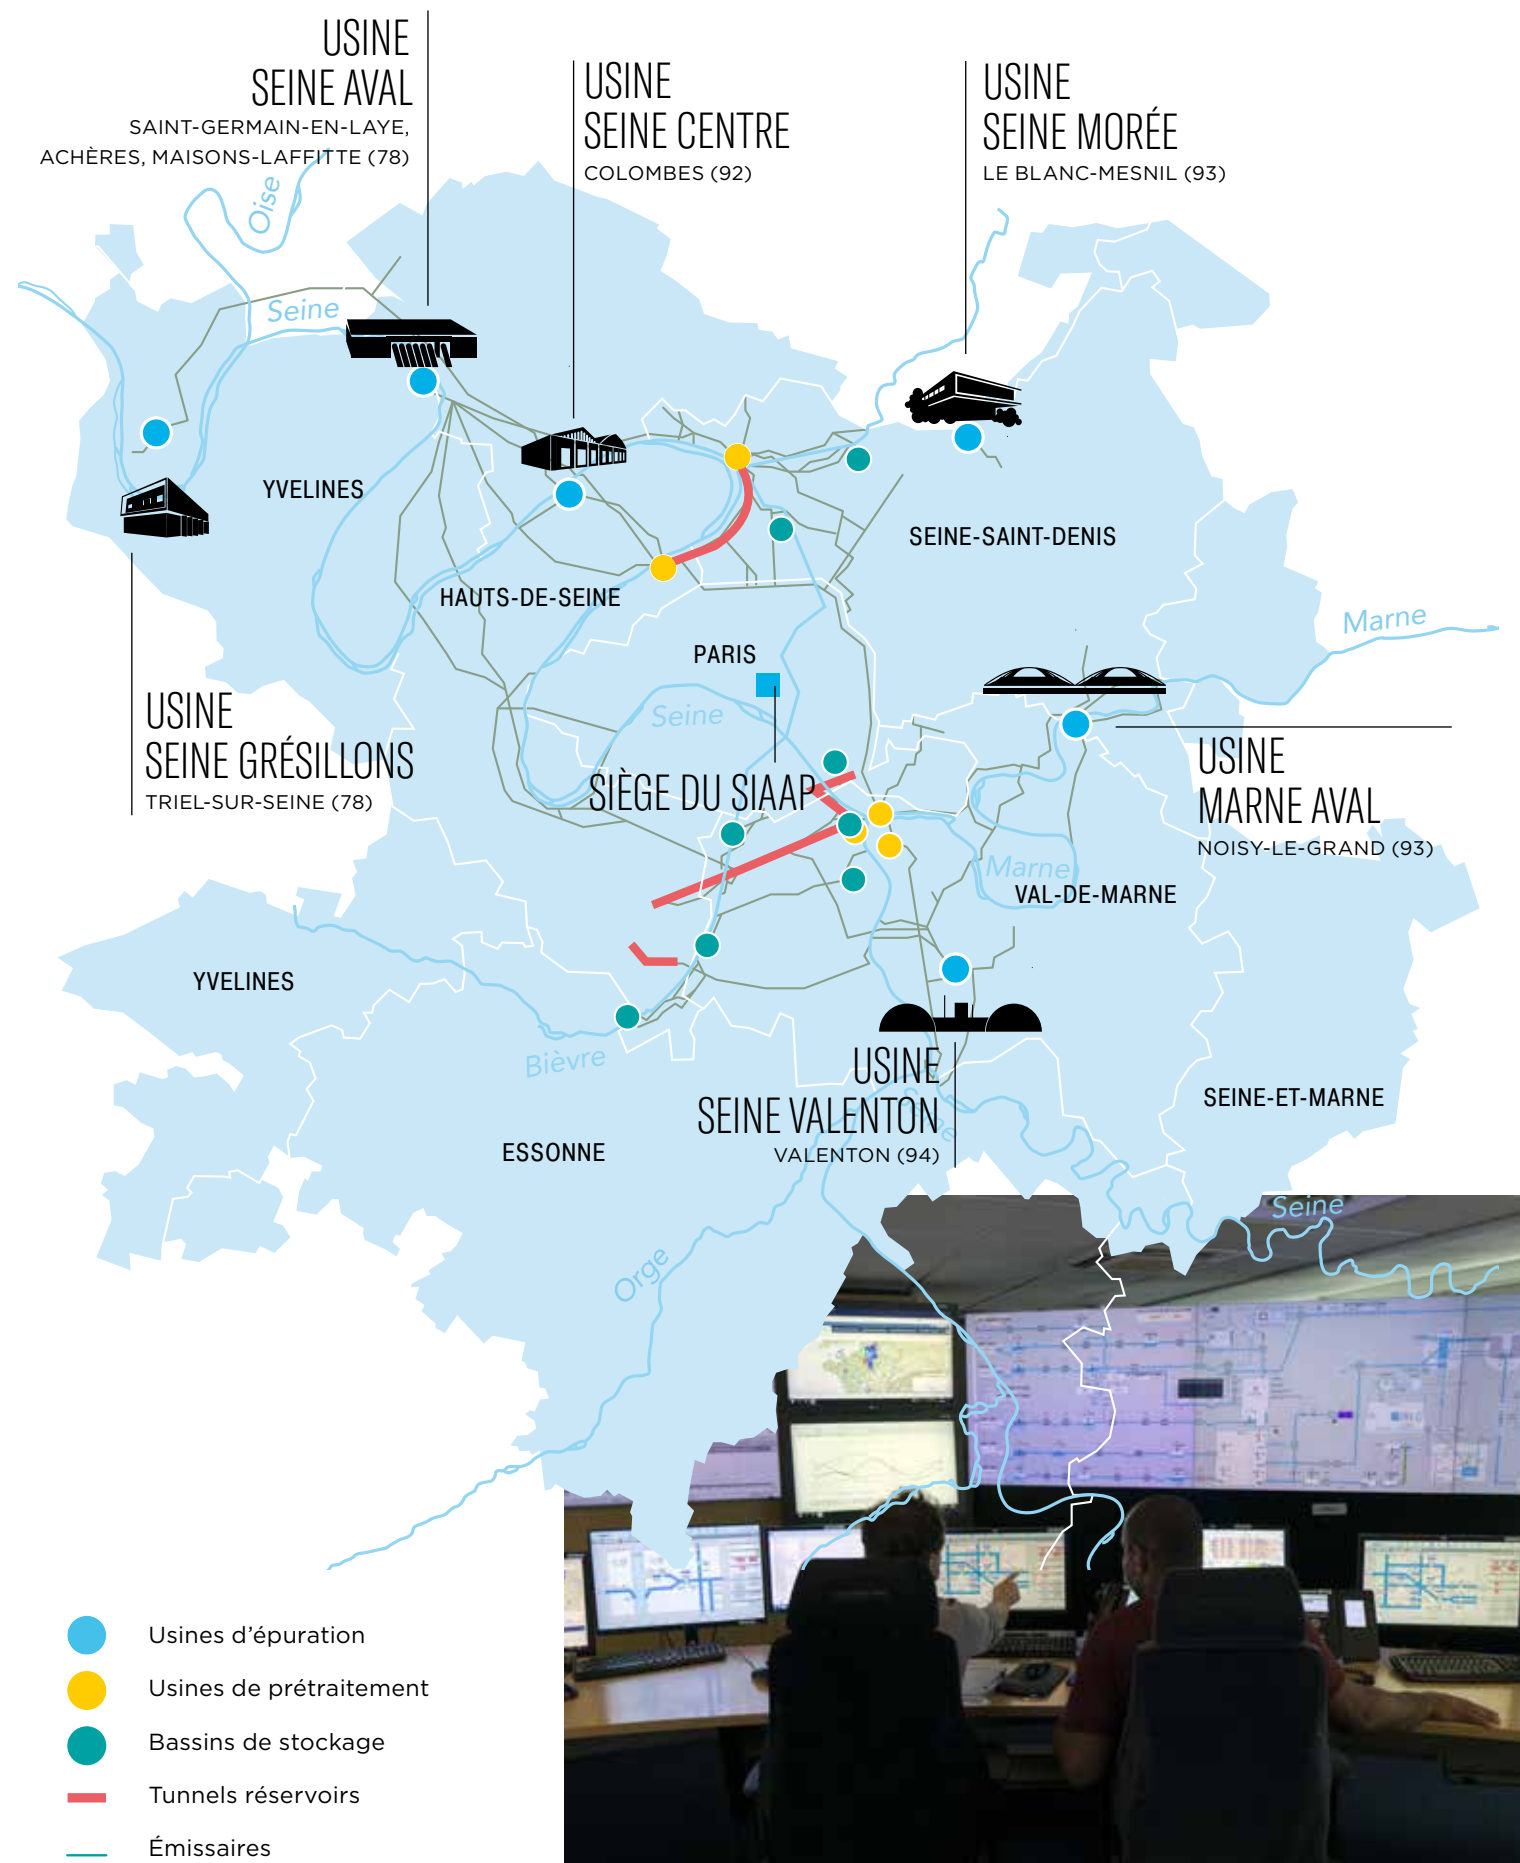 USINE
SEINE AVAL
SAINT-GERMAIN-EN-LAYE,
ACHÈRES, MAISONS-LAFFITTE (78)
USINE
SEINE CENTRE
COLOMBES (92)
USINE
SEINE MORÉE
LE BLANC-MESNIL (93)
Oise
Seine
YVELINES
SEINE-SAINT-DENIS
HAUTS-DE-SEINE
Marne
PARIS
Seine
USINE
SEINE GRÉSILLONS
TRIEL-SUR-SEINE (78)
SIÈGE DU SIAAP
USINE
MARNE AVAL
NOISY-LE-GRAND (93)
Marne
VAL-DE-MARNE
YVELINES
Bièvre
USINE
SEINE VALENTON
VALENTON (94)
Seine
SEINE-ET-MARNE
ESSONNE
Seine
Orge
Usines d'épuration
Usines de prétraitement
Bassins de stockage
Tunnels réservoirs
Émissaires